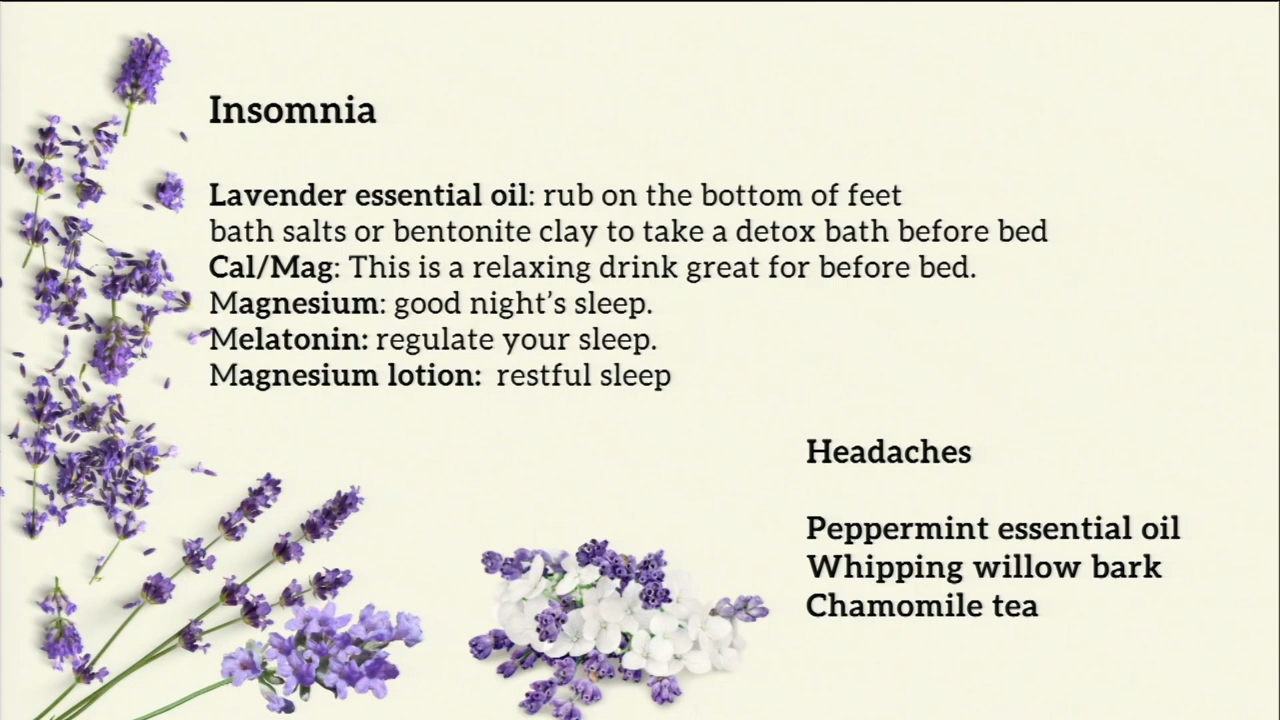 Insomnia
Lavender essential oil: rub on the bottom of feet
bath salts or bentonite clay to take a detox bath before bed
Cal/Mag: This is a relaxing drink great for before bed.
Magnesium: good night’s sleep.
Melatonin: regulate your sleep.
Magnesium lotion:  restful sleep
Headaches
Peppermint essential oil
Whipping willow bark
Chamomile tea